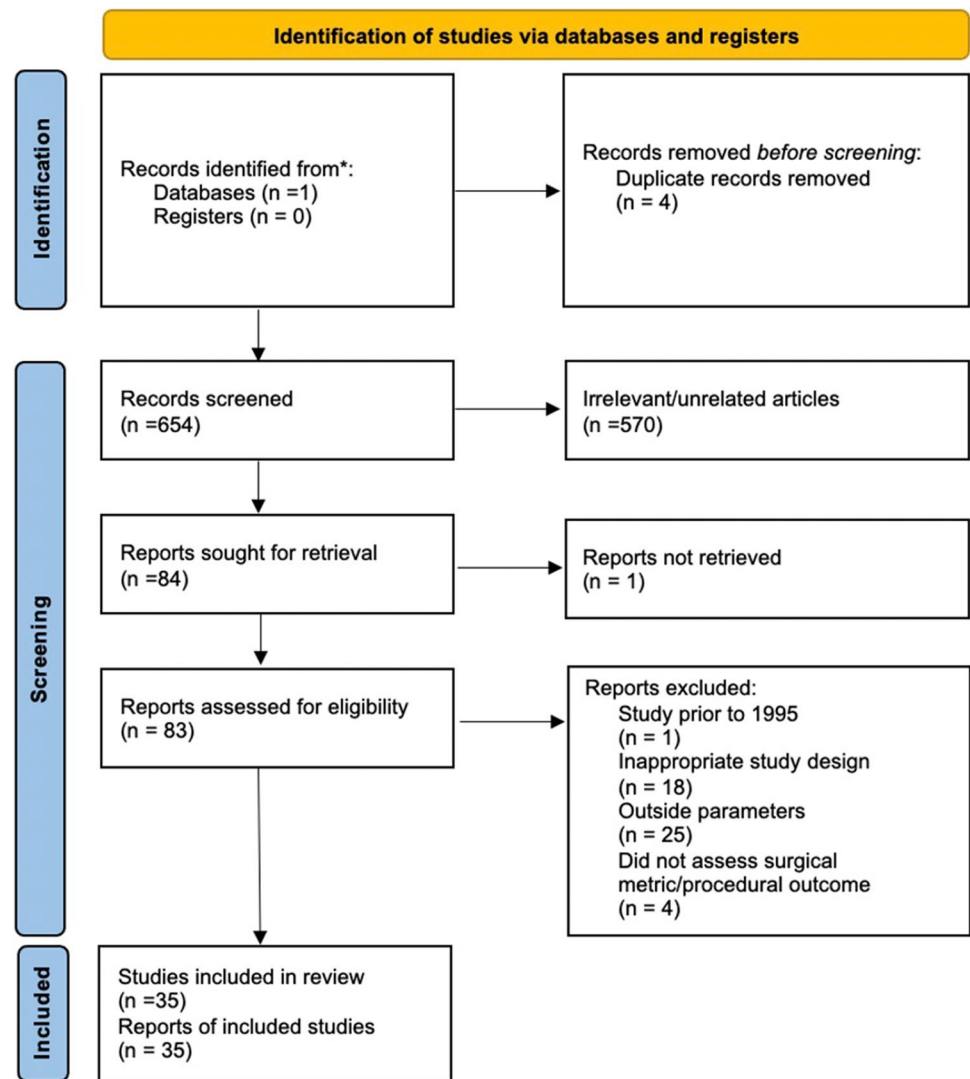 Identification of studies via databases and registers
Identification
Records identified from*:
Databases (n =1)
Registers (n = 0)
Records removed before screening:
Duplicate records removed
(n = 4)
Screening
Records screened
(n =654)
Irrelevant/unrelated articles
(n =570)
Reports sought for retrieval
(n =84)
Reports not retrieved
(n = 1)
Reports assessed for eligibility
(n = 83)
Reports excluded:
Study prior to 1995
(n = 1)
Inappropriate study design
(n = 18)
Outside parameters
(n = 25)
Did not assess surgical
metric/procedural outcome
(n = 4)
Included
Studies included in review
(n =35)
Reports of included studies
(n = 35)